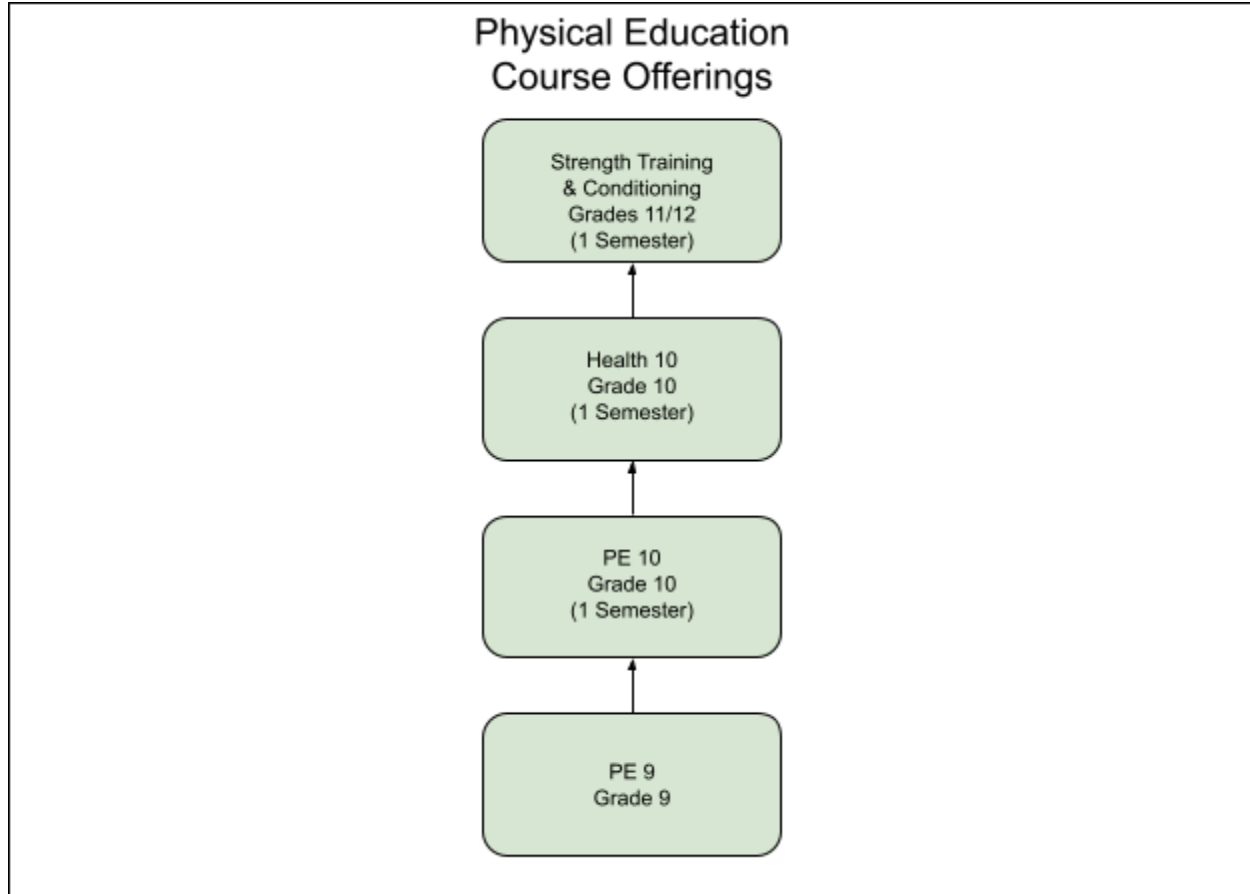 Physical Education
Course Offerings
Strength Training
& Conditioning
Grades 11/12
(1 Semester)
Health 10
Grade 10
(1 Semester)
PE 10
Grade 10
(1 Semester)
PE 9
Grade 9